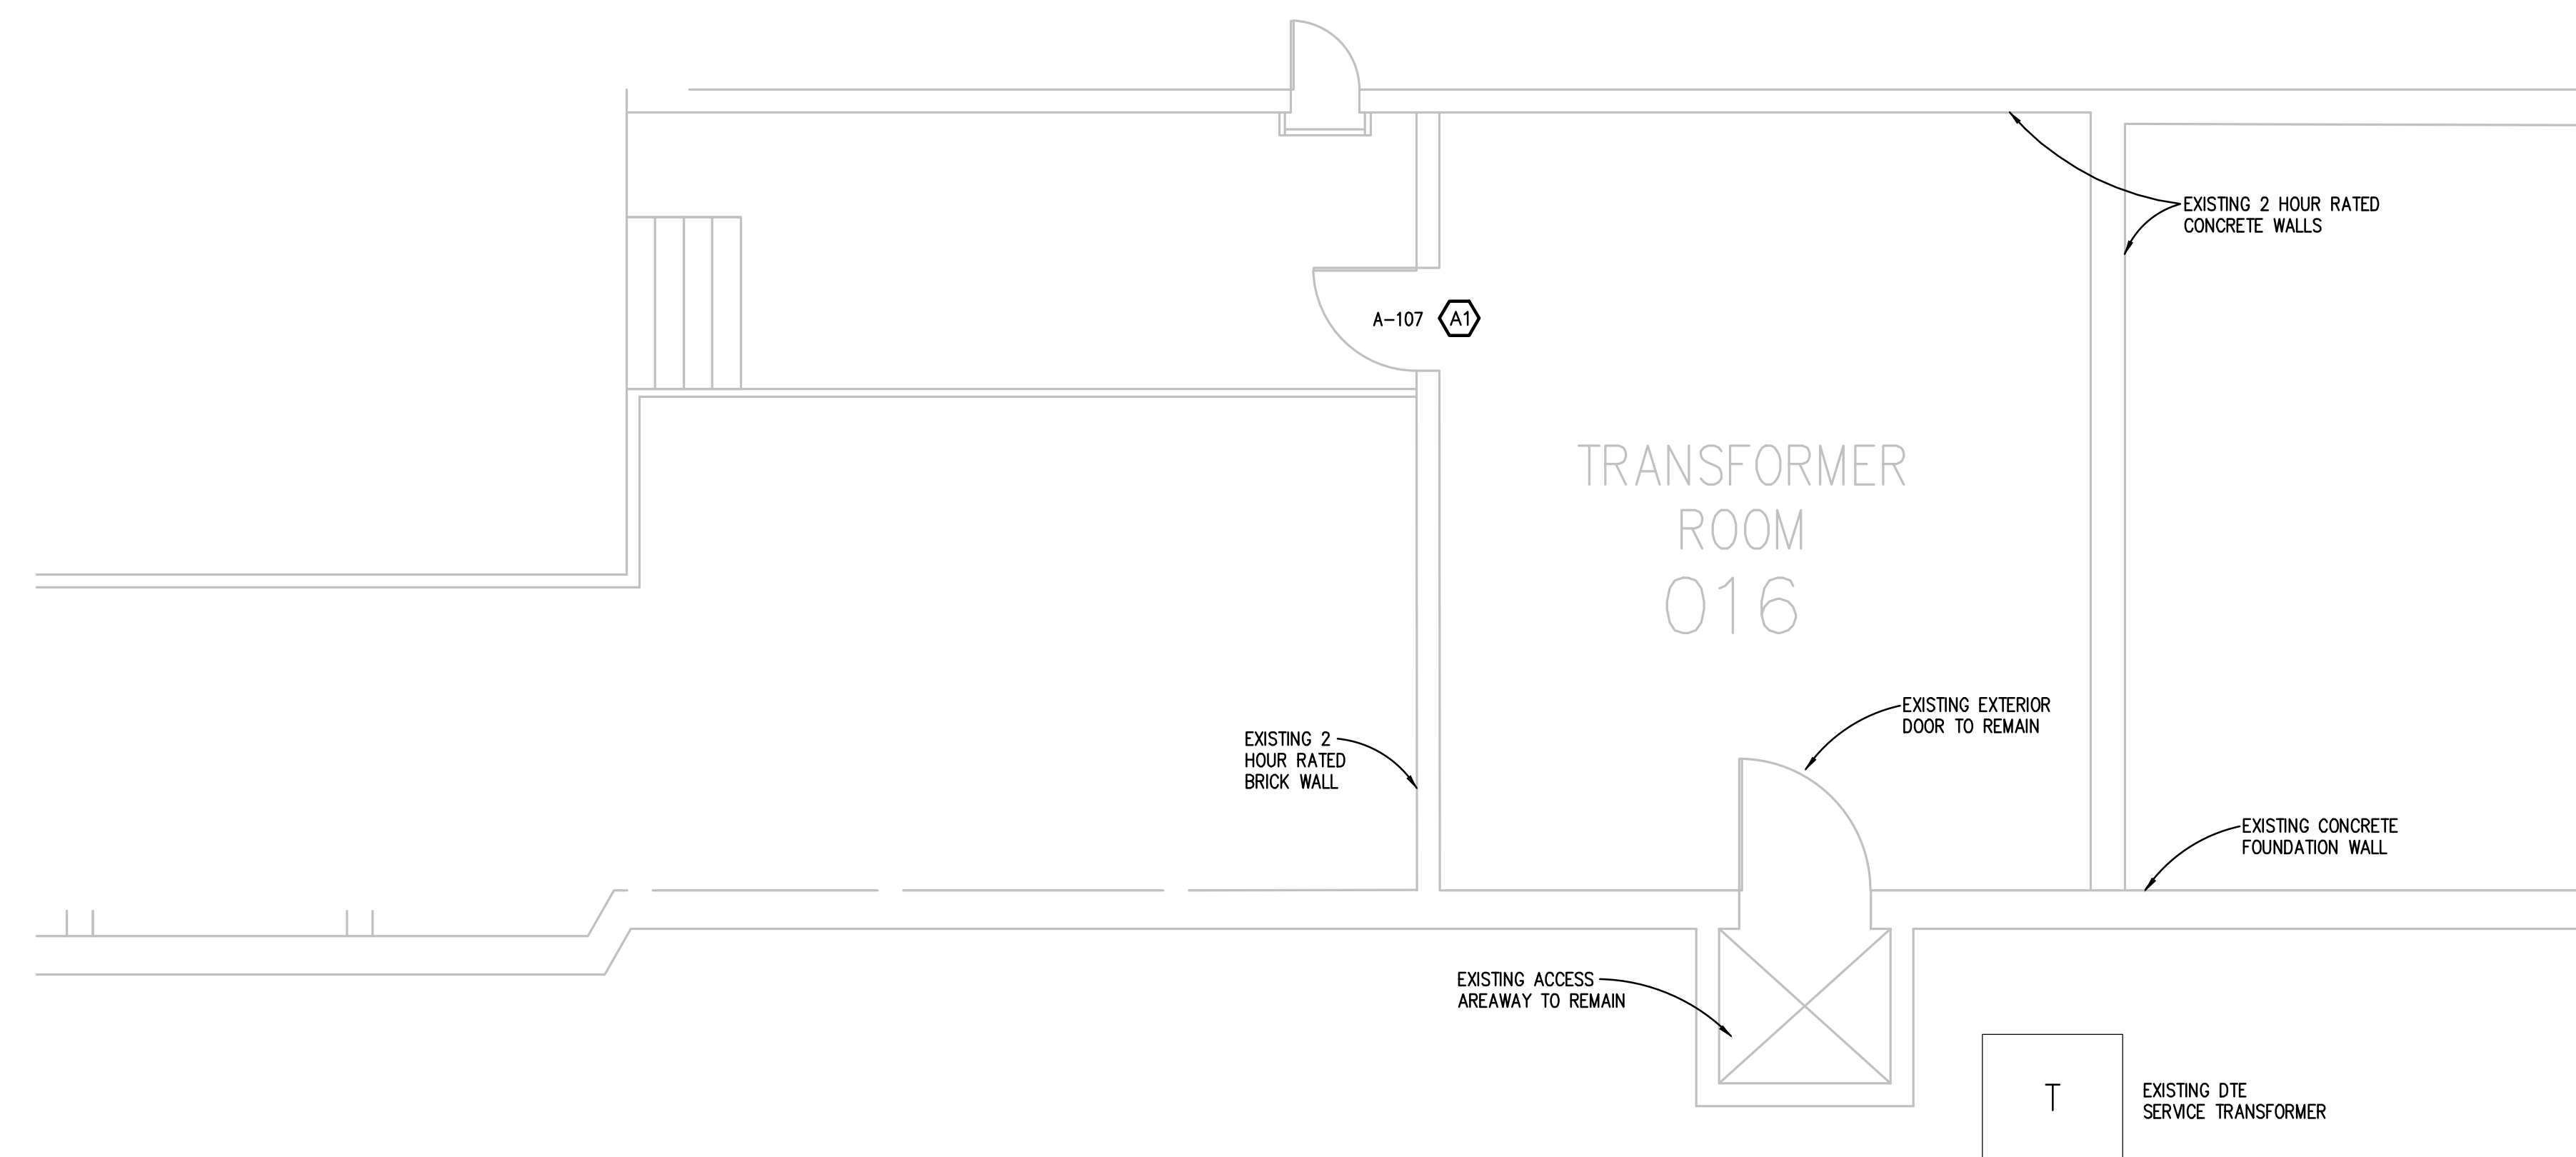 EXISTING 2 HOUR RATED
CONCRETE WALLS
A-107 A1
TRANSFORMER
ROOM
016
EXISTING EXTERIOR
DOOR TO REMAIN
EXISTING 2
HOUR RATED
BRICK WALL
EXISTING CONCRETE
FOUNDATION WALL
EXISTING ACCESS
AREAWAY TO REMAIN
T
EXISTING DTE
SERVICE TRANSFORMER